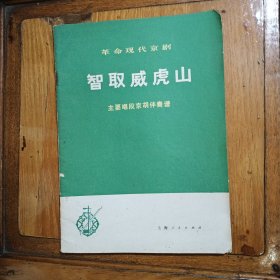 革命现代京剧
智取威虎山
主要唱段京胡伴奏谱
上海人民出版社